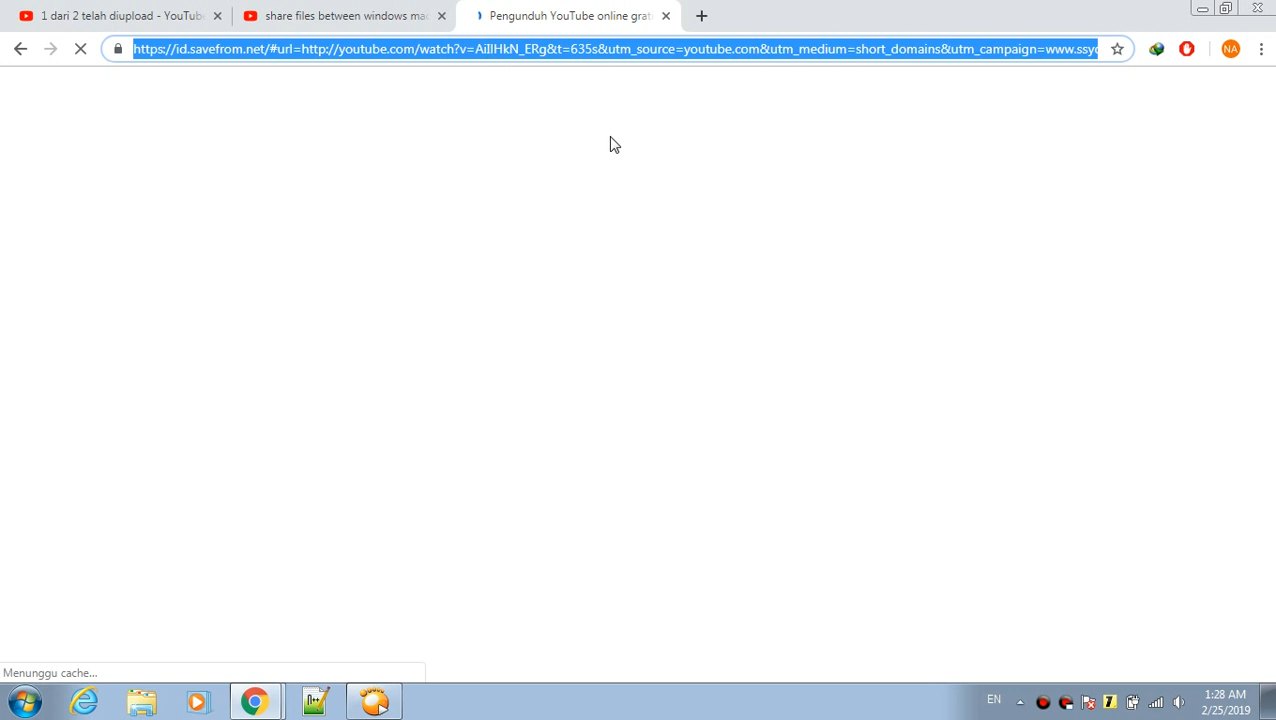 1 dari 2 telah diupload - YouTube
share files between windows mac
Pengunduh YouTube online grat
https://id.savefrom.net/#url=http://youtube.com/watch?v=AiIlHkN_ERg&t=635s&utm_source=youtube.com&utm_medium=short_domains&utm_campaign=www.ssyo
NA
Menunggu cache...
EN
1:28 AM
2/25/2019